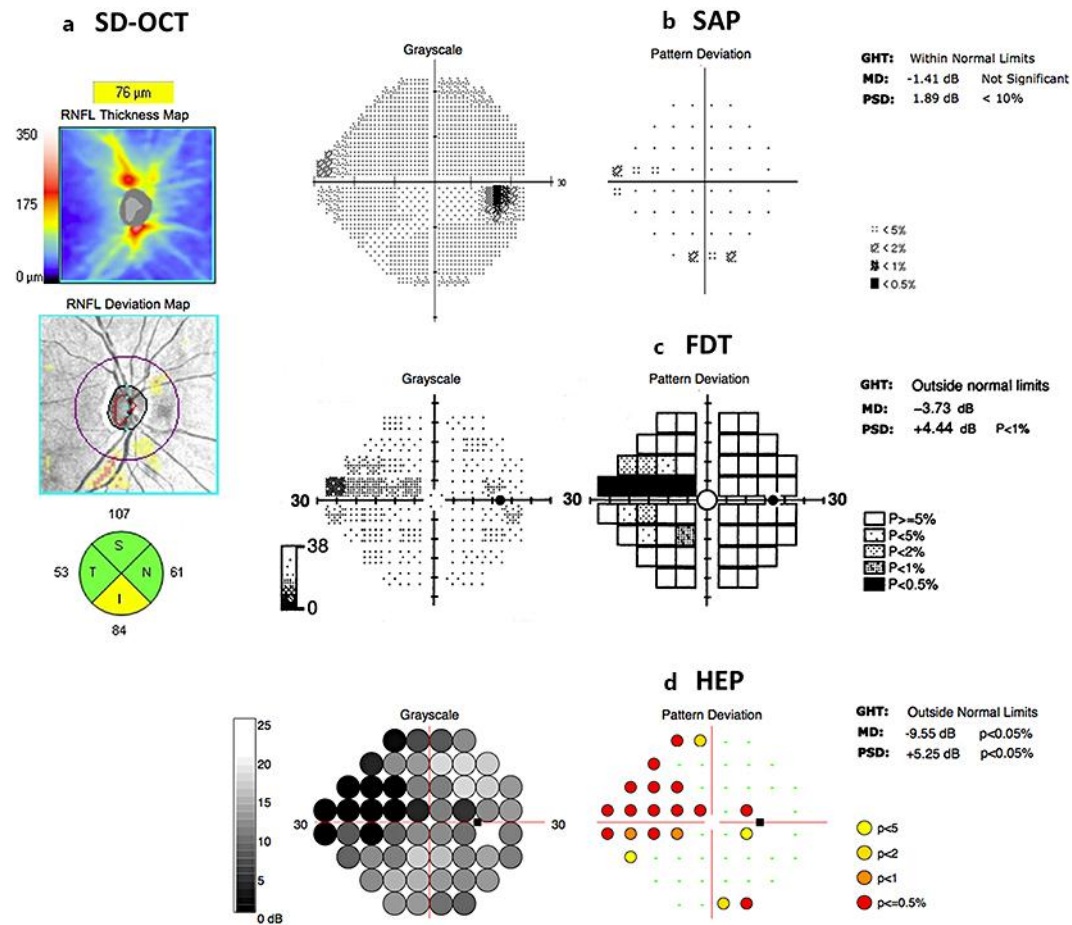 a SD-OCT
76 µm
RNFL Thickness Map
350
175
0 µm
RNFL Deviation Map
107
S
53 T N 61
I
84
b SAP
Grayscale
30
Pattern Deviation
GHT: Within Normal Limits
MD: -1.41 dB Not Significant
PSD: 1.89 dB < 10%
< 5%
< 2%
< 1%
< 0.5%
c FDT
Grayscale
30
38
0
Pattern Deviation
30 30
GHT: Outside normal limits
MD: −3.73 dB
PSD: +4.44 dB P<1%
P>=5%
P<5%
P<2%
P<1%
P<0.5%
d HEP
Grayscale
25
20
15
10
5
0 dB
30 30
Pattern Deviation
GHT: Outside Normal Limits
MD: -9.55 dB p<0.05%
PSD: +5.25 dB p<0.05%
p<5
p<2
p<1
p<=0.5%